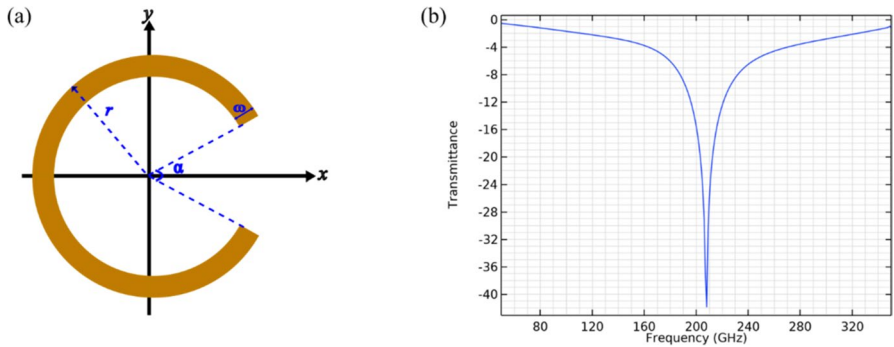 (a)
y
r
ω
α
x
(b)
0
-4
-8
-12
-16
-20
-24
-28
-32
-36
-40
Transmittance
80 120 160 200 240 280 320
Frequency (GHz)